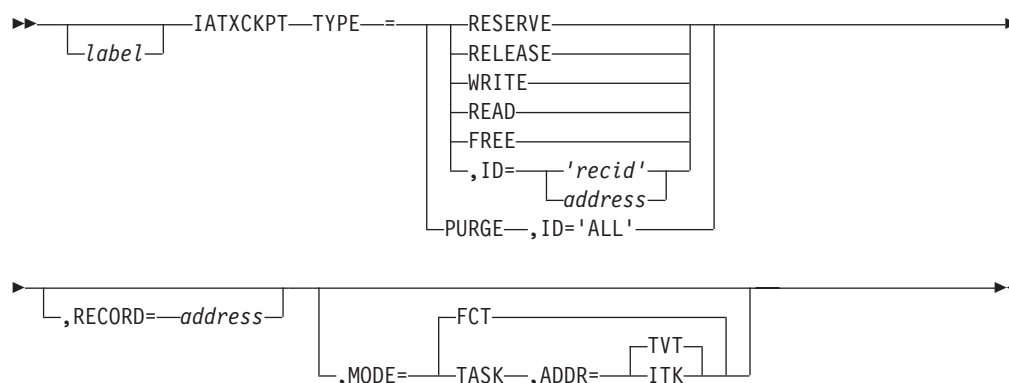 IATXCKPT TYPE = RESERVE
label RELEASE
WRITE
READ
FREE
,ID= 'recid'
address
PURGE ,ID='ALL'
,RECORD= address FCT
TVT
,MODE= TASK ,ADDR= ITK